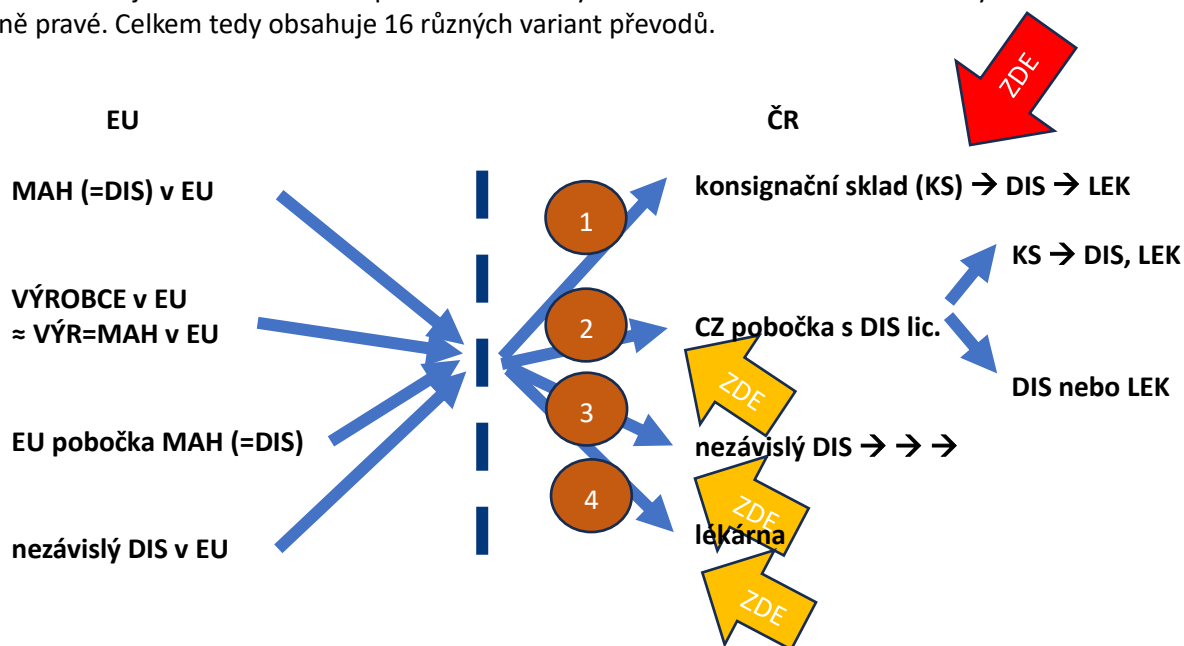 ně pravé. Celkem tedy obsahuje 16 různých variant převodů.
ZDE
EU
ČR
MAH (=DIS) v EU
1
konsignační sklad (KS) → DIS → LEK
KS → DIS, LEK
VÝROBCE v EU
≈ VÝR=MAH v EU
2
CZ pobočka s DIS lic.
ZDE
DIS nebo LEK
3
EU pobočka MAH (=DIS)
nezávislý DIS → → →
4
ZDE
nezávislý DIS v EU
lékárna
ZDE